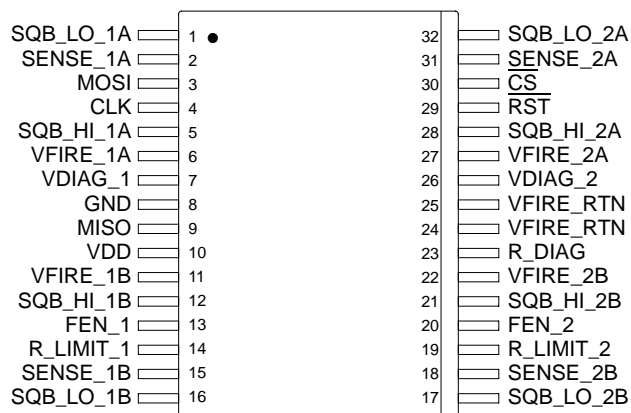 SQB_LO_1A 1 32 SQB_LO_2A
SENSE_1A 2 31 SENSE_2A
MOSI 3 30 CS
CLK 4 29 RST
SQB_HI_1A 5 28 SQB_HI_2A
VFIRE_1A 6 27 VFIRE_2A
VDIAG_1 7 26 VDIAG_2
GND 8 25 VFIRE_RTN
MISO 9 24 VFIRE_RTN
VDD 10 23 R_DIAG
VFIRE_1B 11 22 VFIRE_2B
SQB_HI_1B 12 21 SQB_HI_2B
FEN_1 13 20 FEN_2
R_LIMIT_1 14 19 R_LIMIT_2
SENSE_1B 15 18 SENSE_2B
SQB_LO_1B 16 17 SQB_LO_2B